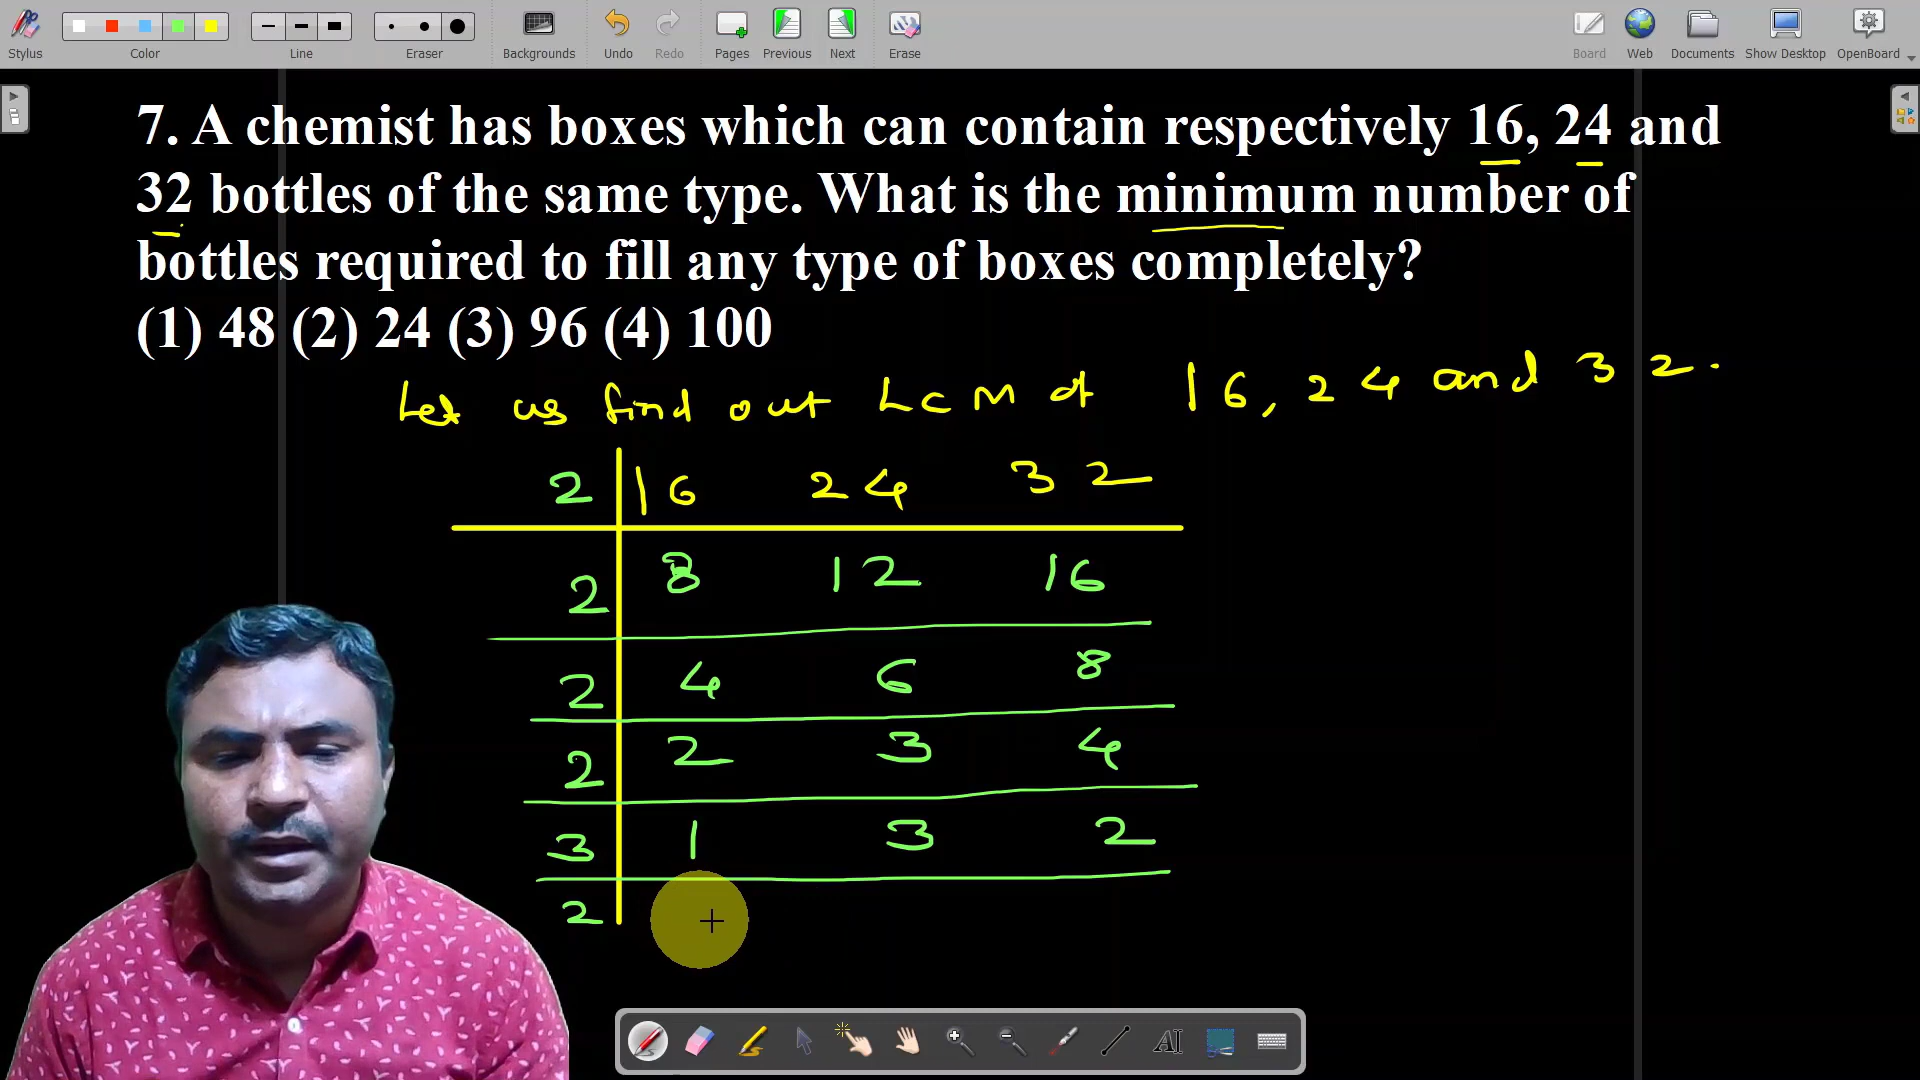 Stylus Color Line Eraser Backgrounds Undo Redo Pages Previous Next Erase Board Web Documents Show Desktop OpenBoard
7. A chemist has boxes which can contain respectively 16, 24 and
32 bottles of the same type. What is the minimum number of
bottles required to fill any type of boxes completely?
(1) 48 (2) 24 (3) 96 (4) 100
Let us find out LCM of 16, 24 and 32.
2 16 24 32
2 8 12 16
2 4 6 8
2 2 3 4
3 1 3 2
2